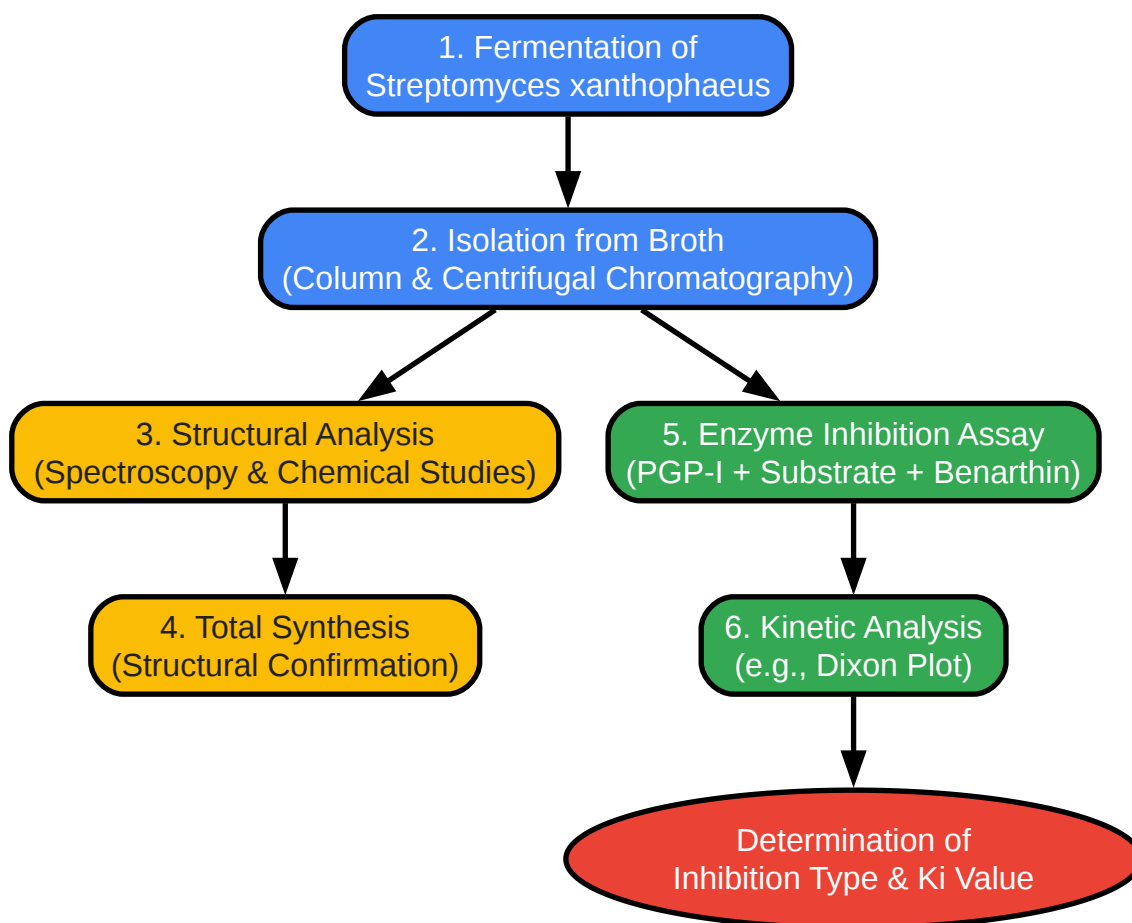 1. Fermentation of
Streptomyces xanthophaeus
2. Isolation from Broth
(Column & Centrifugal Chromatography)
3. Structural Analysis
(Spectroscopy & Chemical Studies)
4. Total Synthesis
(Structural Confirmation)
5. Enzyme Inhibition Assay
(PGP-I + Substrate + Benarthin)
6. Kinetic Analysis
(e.g., Dixon Plot)
Determination of
Inhibition Type & Ki Value